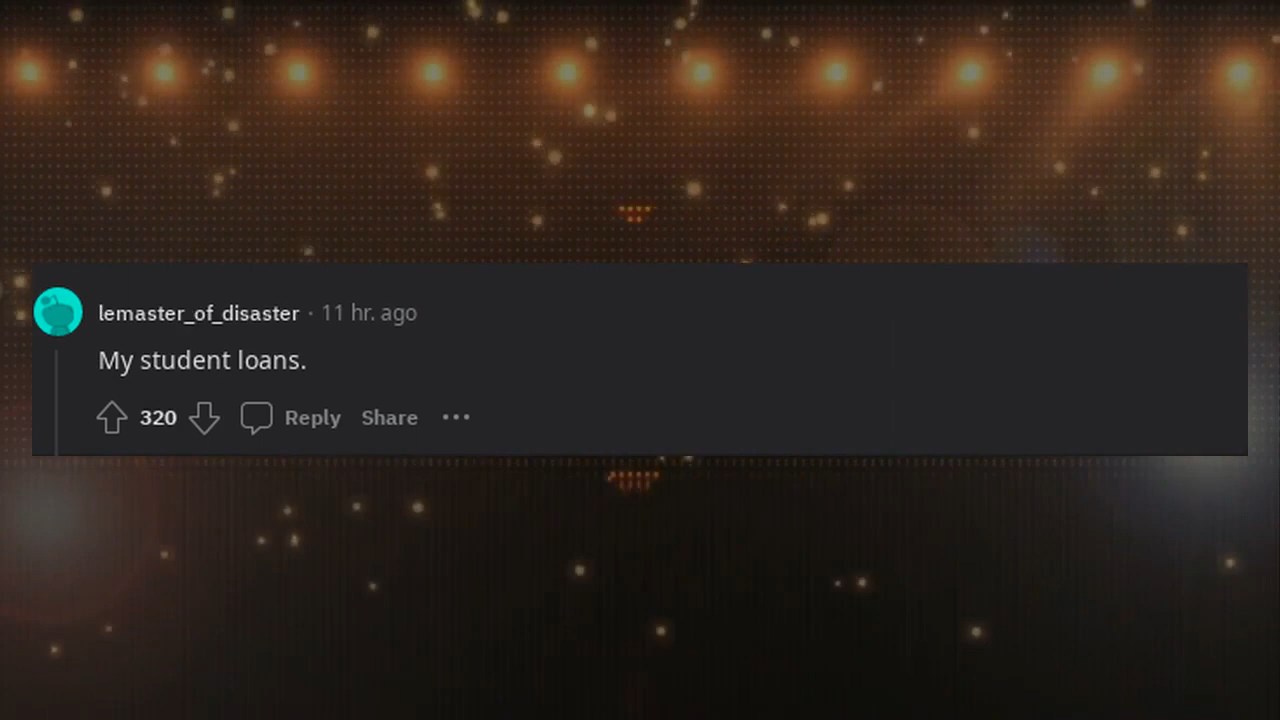 lemaster_of_disaster · 11 hr. ago
My student loans.
320 Reply Share ···